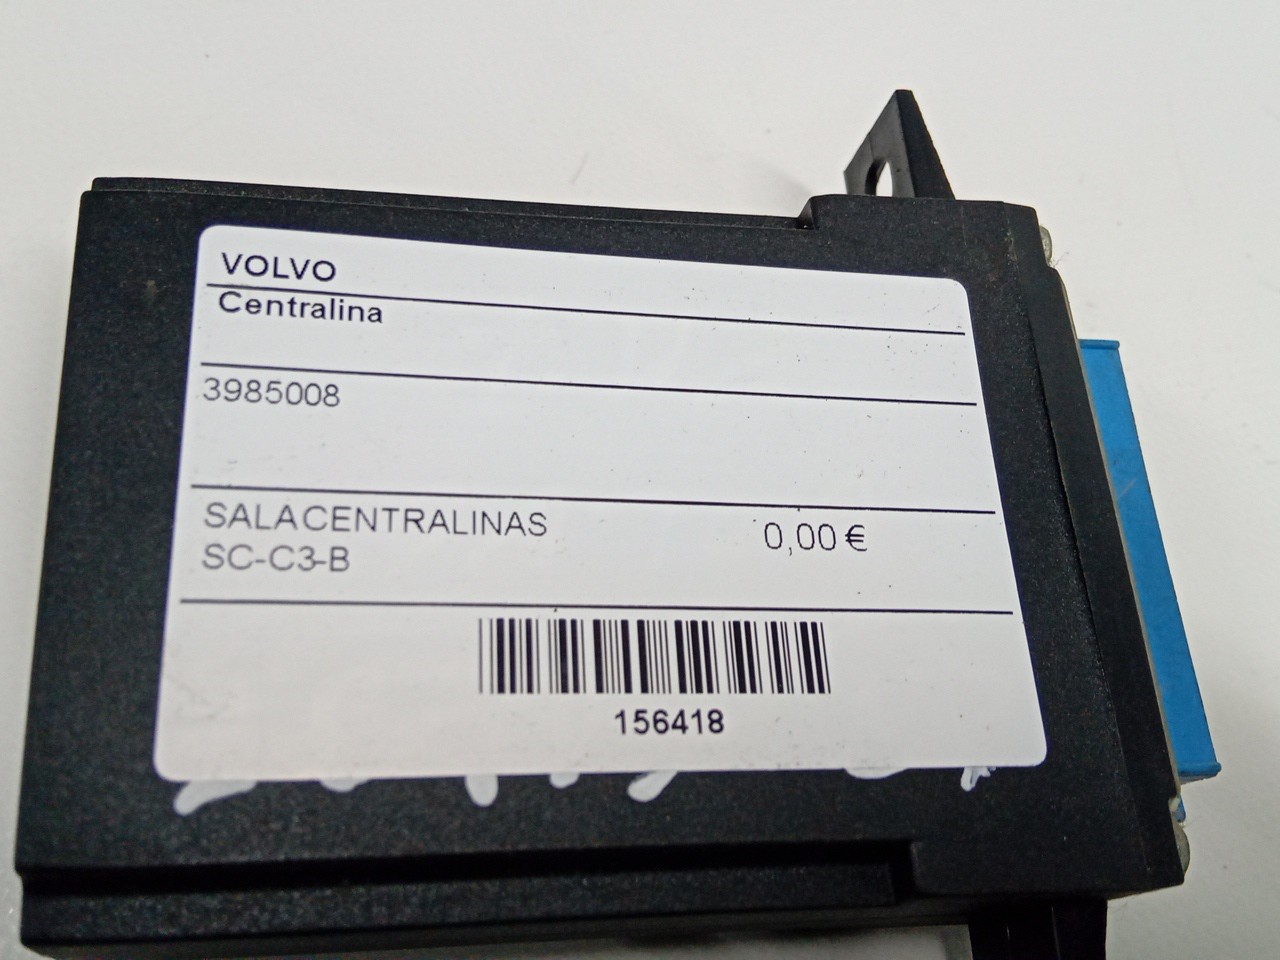 VOLVO
Centralina
3985008
SALACENTRALINAS
SC-C3-B
0,00 €
156418